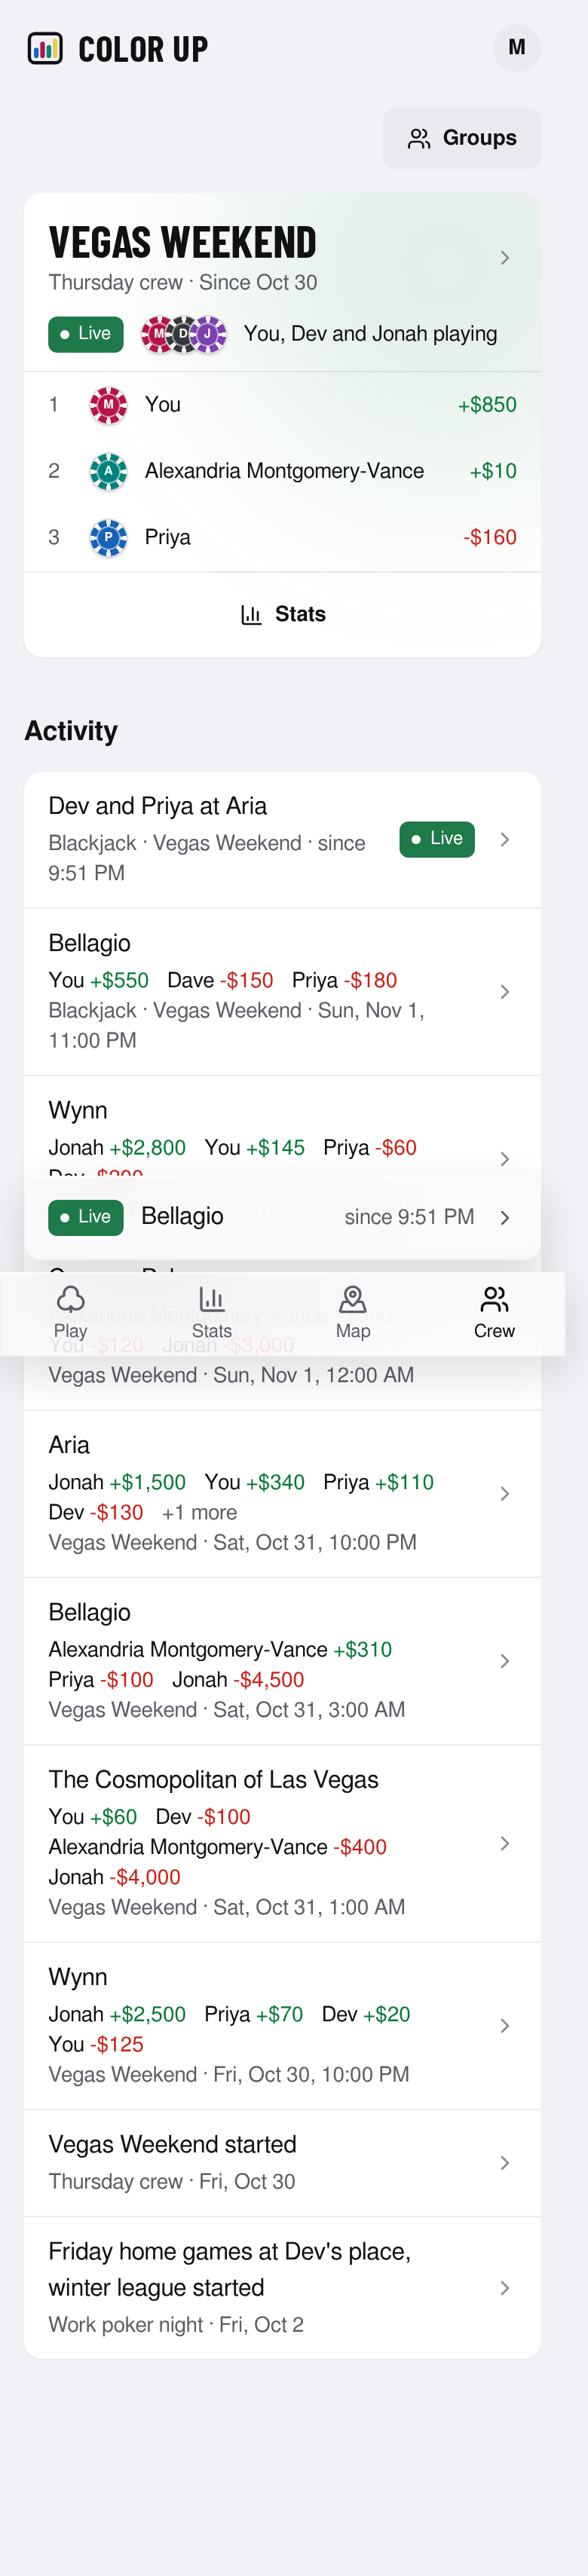 COLOR UP
M
Groups
VEGAS WEEKEND
Thursday crew · Since Oct 30
Live
M D J
You, Dev and Jonah playing
1 M You +$850
2 A Alexandria Montgomery-Vance +$10
3 P Priya -$160
Stats
Activity
Dev and Priya at Aria
Blackjack · Vegas Weekend · since
9:51 PM
Live
Bellagio
You +$550 Dave -$150 Priya -$180
Blackjack · Vegas Weekend · Sun, Nov 1,
11:00 PM
Wynn
Jonah +$2,800 You +$145 Priya -$60
Live Bellagio since 9:51 PM
Alexandria Montgomery-Vance
Play Stats Map Crew
You -$120 Jonah -$3,000
Vegas Weekend · Sun, Nov 1, 12:00 AM
Aria
Jonah +$1,500 You +$340 Priya +$110
Dev -$130 +1 more
Vegas Weekend · Sat, Oct 31, 10:00 PM
Bellagio
Alexandria Montgomery-Vance +$310
Priya -$100 Jonah -$4,500
Vegas Weekend · Sat, Oct 31, 3:00 AM
The Cosmopolitan of Las Vegas
You +$60 Dev -$100
Alexandria Montgomery-Vance -$400
Jonah -$4,000
Vegas Weekend · Sat, Oct 31, 1:00 AM
Wynn
Jonah +$2,500 Priya +$70 Dev +$20
You -$125
Vegas Weekend · Fri, Oct 30, 10:00 PM
Vegas Weekend started
Thursday crew · Fri, Oct 30
Friday home games at Dev's place,
winter league started
Work poker night · Fri, Oct 2